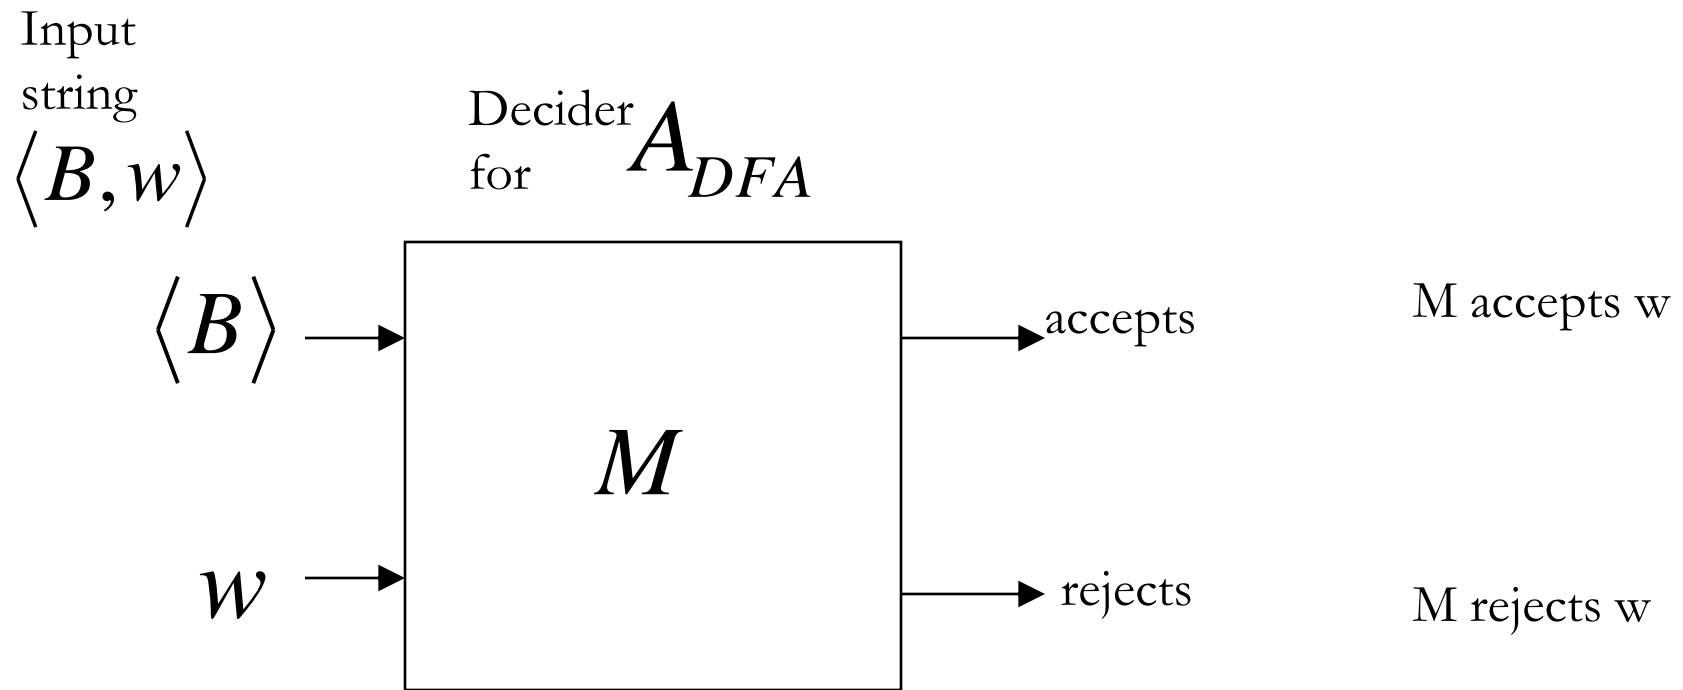 Input
string
⟨B,w⟩
Decider
for A_DFA
⟨B⟩
accepts
M accepts w
M
w
rejects
M rejects w